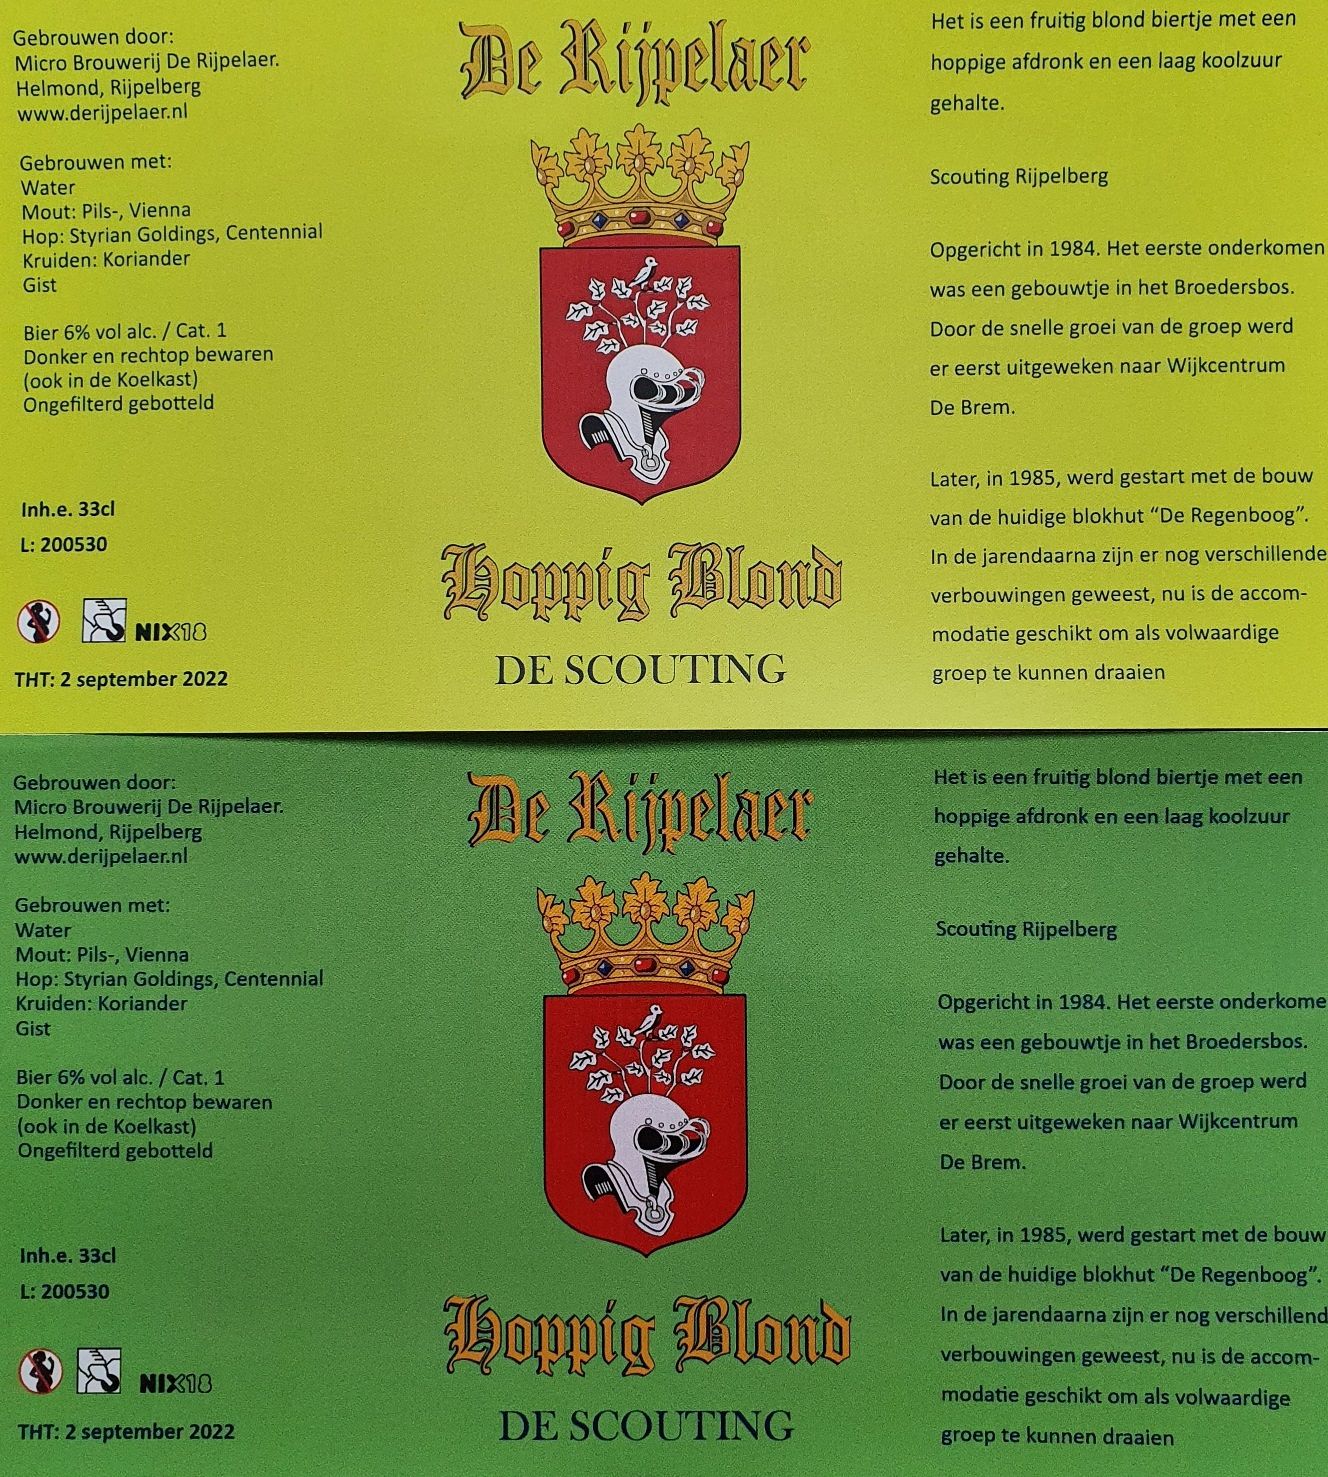 Gebrouwen door:
Micro Brouwerij De Rijpelaer.
Helmond, Rijpelberg
www.derijpelaer.nl
Gebrouwen met:
Water
Mout: Pils-, Vienna
Hop: Styrian Goldings, Centennial
Kruiden: Koriander
Gist
Bier 6% vol alc. / Cat. 1
Donker en rechtop bewaren
(ook in de Koelkast)
Ongefilterd gebotteld
Inh.e. 33cl
L: 200530
NIX18
THT: 2 september 2022
De Rijpelaer
Hoppig Blond
DE SCOUTING
Het is een fruitig blond biertje met een
hoppige afdronk en een laag koolzuur
gehalte.
Scouting Rijpelberg
Opgericht in 1984. Het eerste onderkomen
was een gebouwtje in het Broedersbos.
Door de snelle groei van de groep werd
er eerst uitgeweken naar Wijkcentrum
De Brem.
Later, in 1985, werd gestart met de bouw
van de huidige blokhut “De Regenboog”.
In de jarendaarna zijn er nog verschillende
verbouwingen geweest, nu is de accom-
modatie geschikt om als volwaardige
groep te kunnen draaien
Gebrouwen door:
Micro Brouwerij De Rijpelaer.
Helmond, Rijpelberg
www.derijpelaer.nl
Gebrouwen met:
Water
Mout: Pils-, Vienna
Hop: Styrian Goldings, Centennial
Kruiden: Koriander
Gist
Bier 6% vol alc. / Cat. 1
Donker en rechtop bewaren
(ook in de Koelkast)
Ongefilterd gebotteld
Inh.e. 33cl
L: 200530
NIX18
THT: 2 september 2022
De Rijpelaer
Hoppig Blond
DE SCOUTING
Het is een fruitig blond biertje met een
hoppige afdronk en een laag koolzuur
gehalte.
Scouting Rijpelberg
Opgericht in 1984. Het eerste onderkome
was een gebouwtje in het Broedersbos.
Door de snelle groei van de groep werd
er eerst uitgeweken naar Wijkcentrum
De Brem.
Later, in 1985, werd gestart met de bouw
van de huidige blokhut “De Regenboog”.
In de jarendaarna zijn er nog verschillend
verbouwingen geweest, nu is de accom-
modatie geschikt om als volwaardige
groep te kunnen draaien